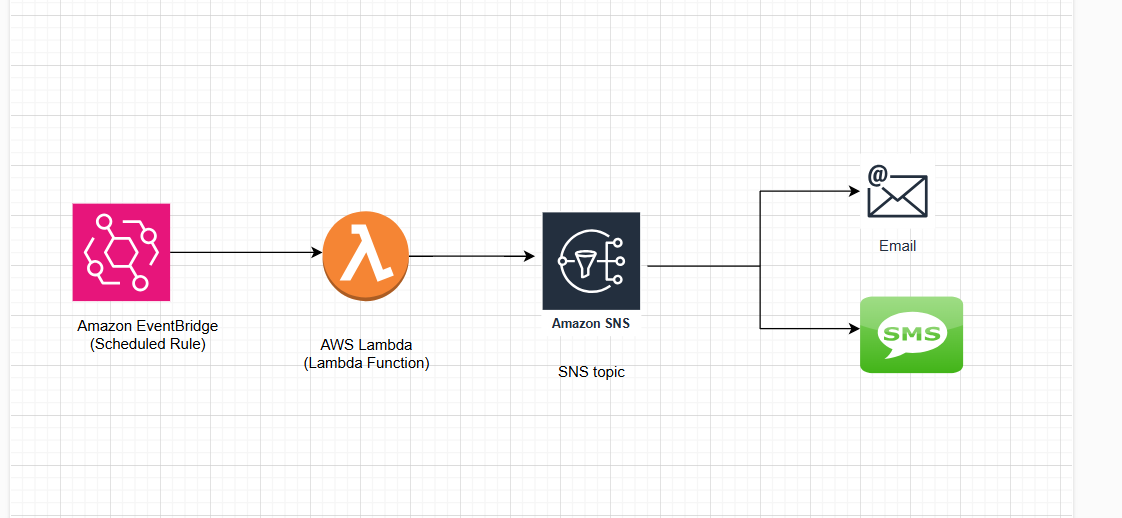 Amazon EventBridge
(Scheduled Rule)
AWS Lambda
(Lambda Function)
Amazon SNS
SNS topic
@
Email
SMS